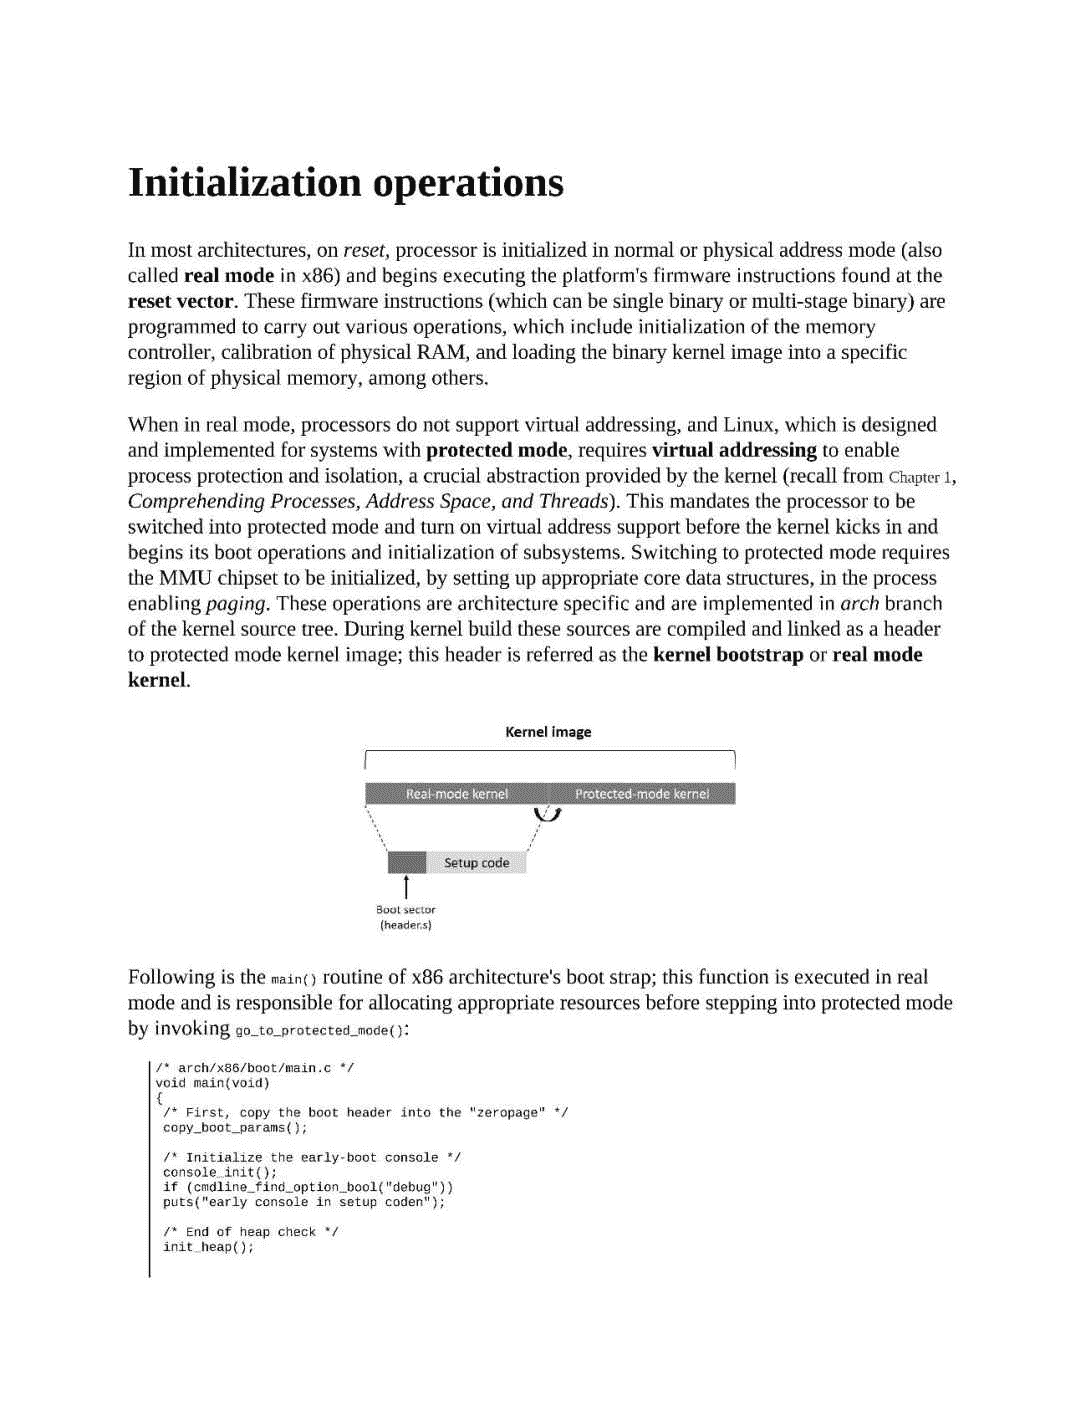 Initialization operations
In most architectures, on reset, processor is initialized in normal or physical address mode (also
called real mode in x86) and begins executing the platform's firmware instructions found at the
reset vector. These firmware instructions (which can be single binary or multi-stage binary) are
programmed to carry out various operations, which include initialization of the memory
controller, calibration of physical RAM, and loading the binary kernel image into a specific
region of physical memory, among others.
When in real mode, processors do not support virtual addressing, and Linux, which is designed
and implemented for systems with protected mode, requires virtual addressing to enable
process protection and isolation, a crucial abstraction provided by the kernel (recall from Chapter 1,
Comprehending Processes, Address Space, and Threads). This mandates the processor to be
switched into protected mode and turn on virtual address support before the kernel kicks in and
begins its boot operations and initialization of subsystems. Switching to protected mode requires
the MMU chipset to be initialized, by setting up appropriate core data structures, in the process
enabling paging. These operations are architecture specific and are implemented in arch branch
of the kernel source tree. During kernel build these sources are compiled and linked as a header
to protected mode kernel image; this header is referred as the kernel bootstrap or real mode
kernel.
Kernel image
Real-mode kernel Protected-mode kernel
Setup code
Boot sector
(header.s)
Following is the main() routine of x86 architecture's boot strap; this function is executed in real
mode and is responsible for allocating appropriate resources before stepping into protected mode
by invoking go_to_protected_mode():
/* arch/x86/boot/main.c */
void main(void)
{
/* First, copy the boot header into the "zeropage" */
copy_boot_params();
/* Initialize the early-boot console */
console_init();
if (cmdline_find_option_bool("debug"))
puts("early console in setup coden");
/* End of heap check */
init_heap();